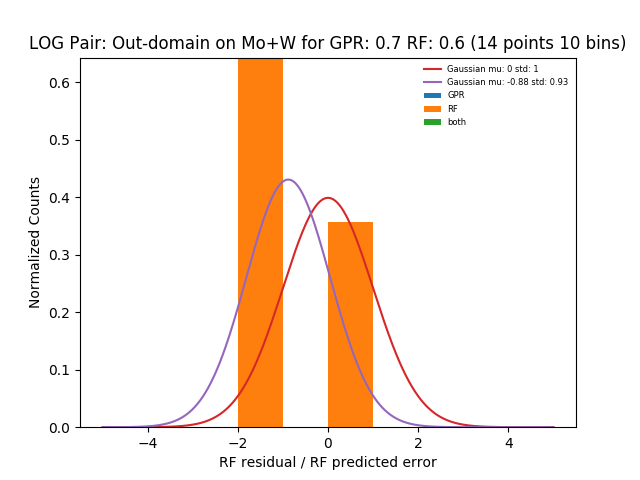 LOG Pair: Out-domain on Mo+W for GPR: 0.7 RF: 0.6 (14 points 10 bins)
Gaussian mu: 0 std: 1
Gaussian mu: -0.88 std: 0.93
GPR
RF
both
Normalized Counts
0.6
0.5
0.4
0.3
0.2
0.1
0.0
−4 −2 0 2 4
RF residual / RF predicted error